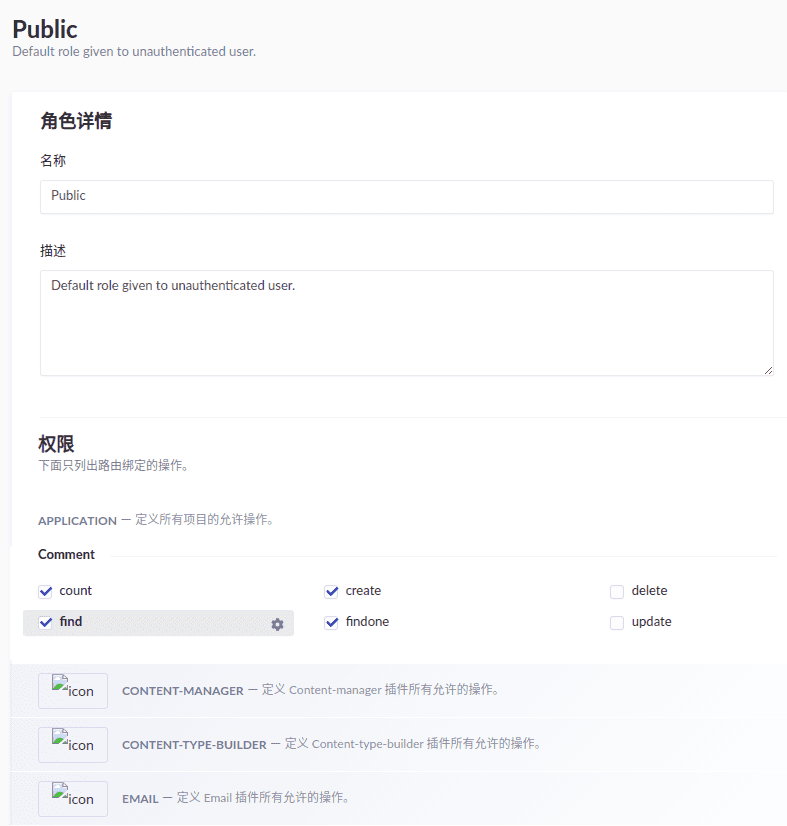 Public
Default role given to unauthenticated user.
角色详情
名称
Public
描述
Default role given to unauthenticated user.
权限
下面只列出路由绑定的操作。
APPLICATION — 定义所有项目的允许操作。
Comment
count create delete
find findone update
icon CONTENT-MANAGER — 定义 Content-manager 插件所有允许的操作。
icon CONTENT-TYPE-BUILDER — 定义 Content-type-builder 插件所有允许的操作。
icon EMAIL — 定义 Email 插件所有允许的操作。